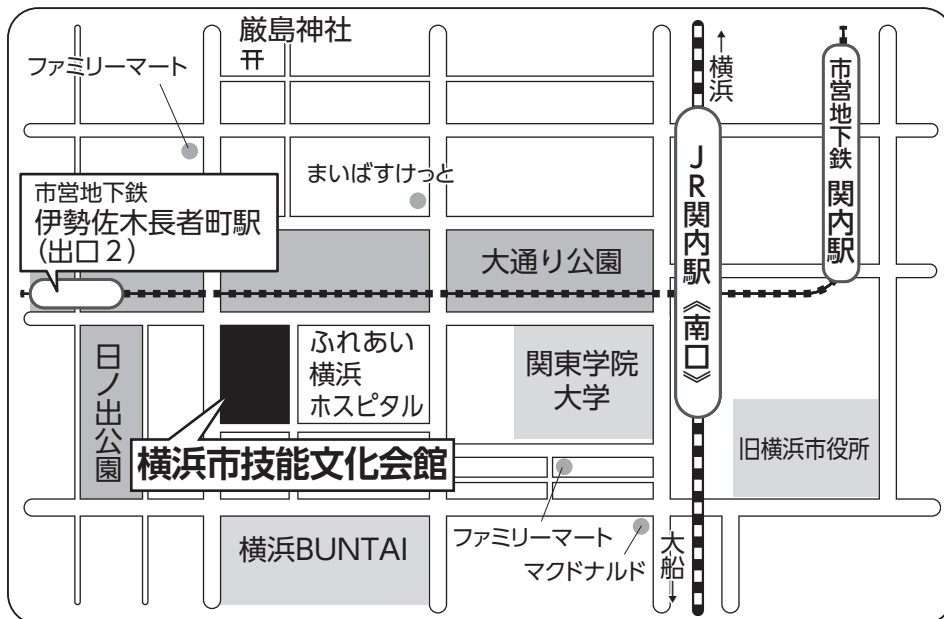 厳島神社
ファミリーマート
↑横浜
市営地下鉄 関内駅
まいばすけっと
JR関内駅《南口》
市営地下鉄
伊勢佐木長者町駅
(出口2)
大通り公園
日ノ出公園
ふれあい
横浜
ホスピタル
関東学院
大学
横浜市技能文化会館
旧横浜市役所
横浜BUNTAI
ファミリーマート
マクドナルド
大船↓